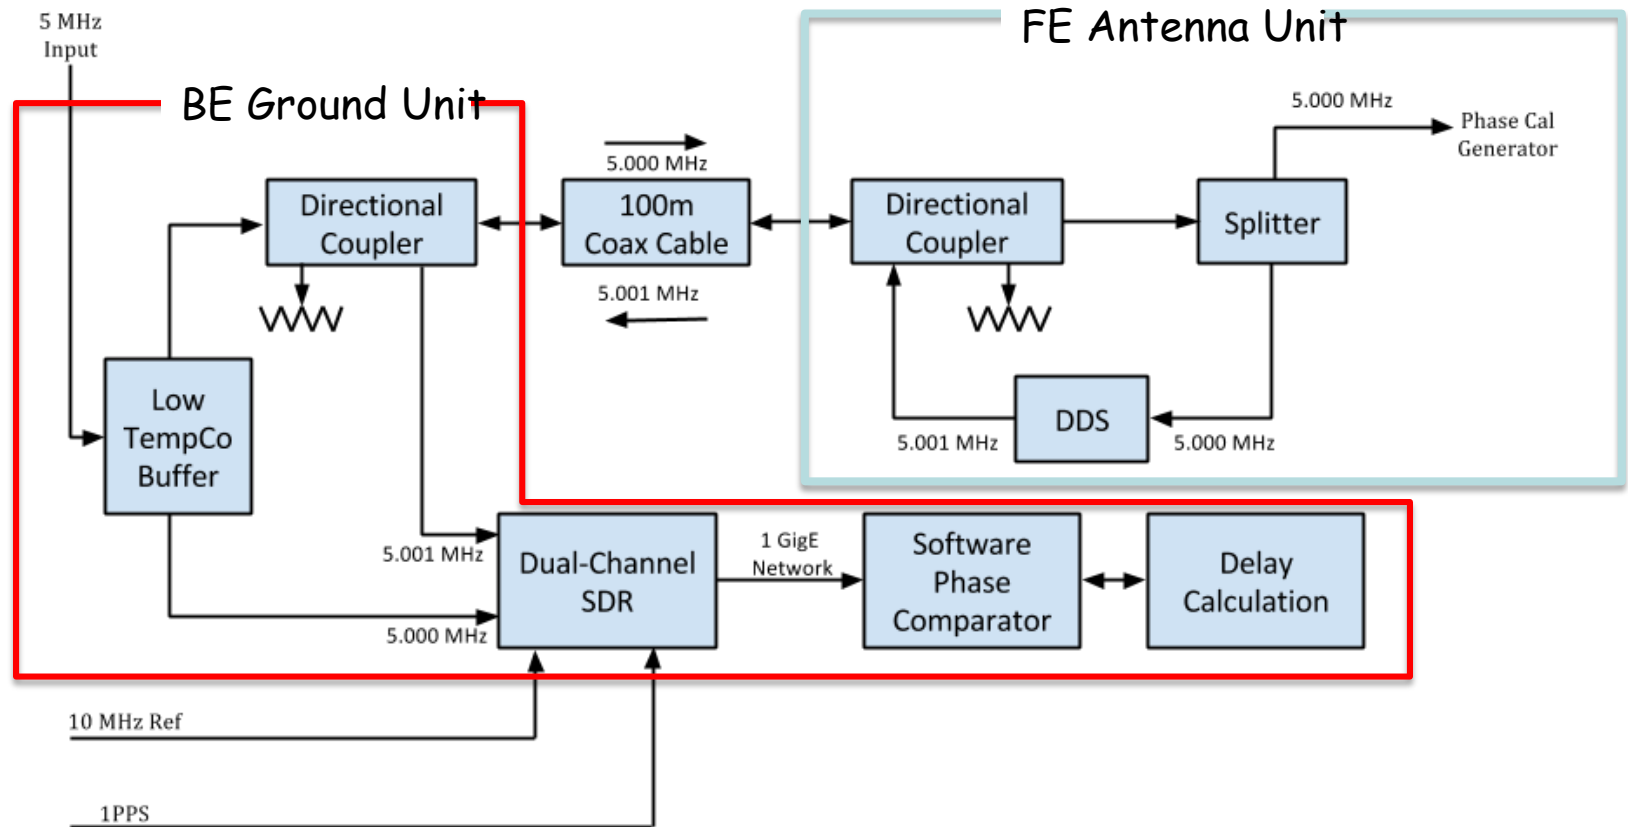 5 MHz
Input
FE Antenna Unit
BE Ground Unit
5.000 MHz
Phase Cal
Generator
5.000 MHz
Directional
Coupler
100m
Coax Cable
Directional
Coupler
Splitter
5.001 MHz
Low
TempCo
Buffer
DDS
5.001 MHz
5.000 MHz
5.001 MHz
Dual-Channel
SDR
1 GigE
Network
Software
Phase
Comparator
Delay
Calculation
5.000 MHz
10 MHz Ref
1PPS